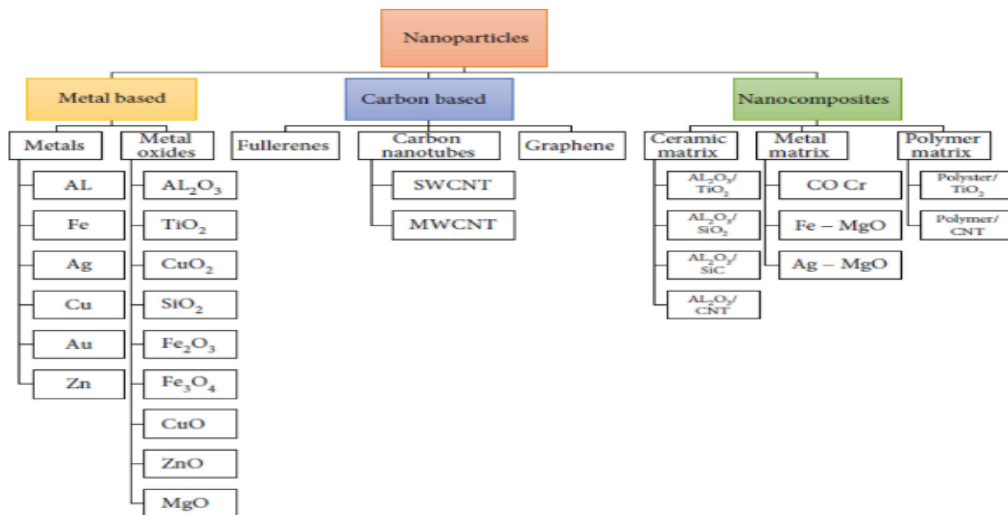 Nanoparticles
Metal based
Carbon based
Nanocomposites
Metals
Metal
oxides
Fullerenes
Carbon
nanotubes
Graphene
Ceramic
matrix
Metal
matrix
Polymer
matrix
AL
Fe
Ag
Cu
Au
Zn
AL₂O₃
TiO₂
CuO₂
SiO₂
Fe₂O₃
Fe₃O₄
CuO
ZnO
MgO
SWCNT
MWCNT
AL₂O₃/
TiO₂
AL₂O₃/
SiO₂
AL₂O₃/
SiC
AL₂O₃/
CNT
CO Cr
Fe – MgO
Ag – MgO
Polyster/
TiO₂
Polymer/
CNT